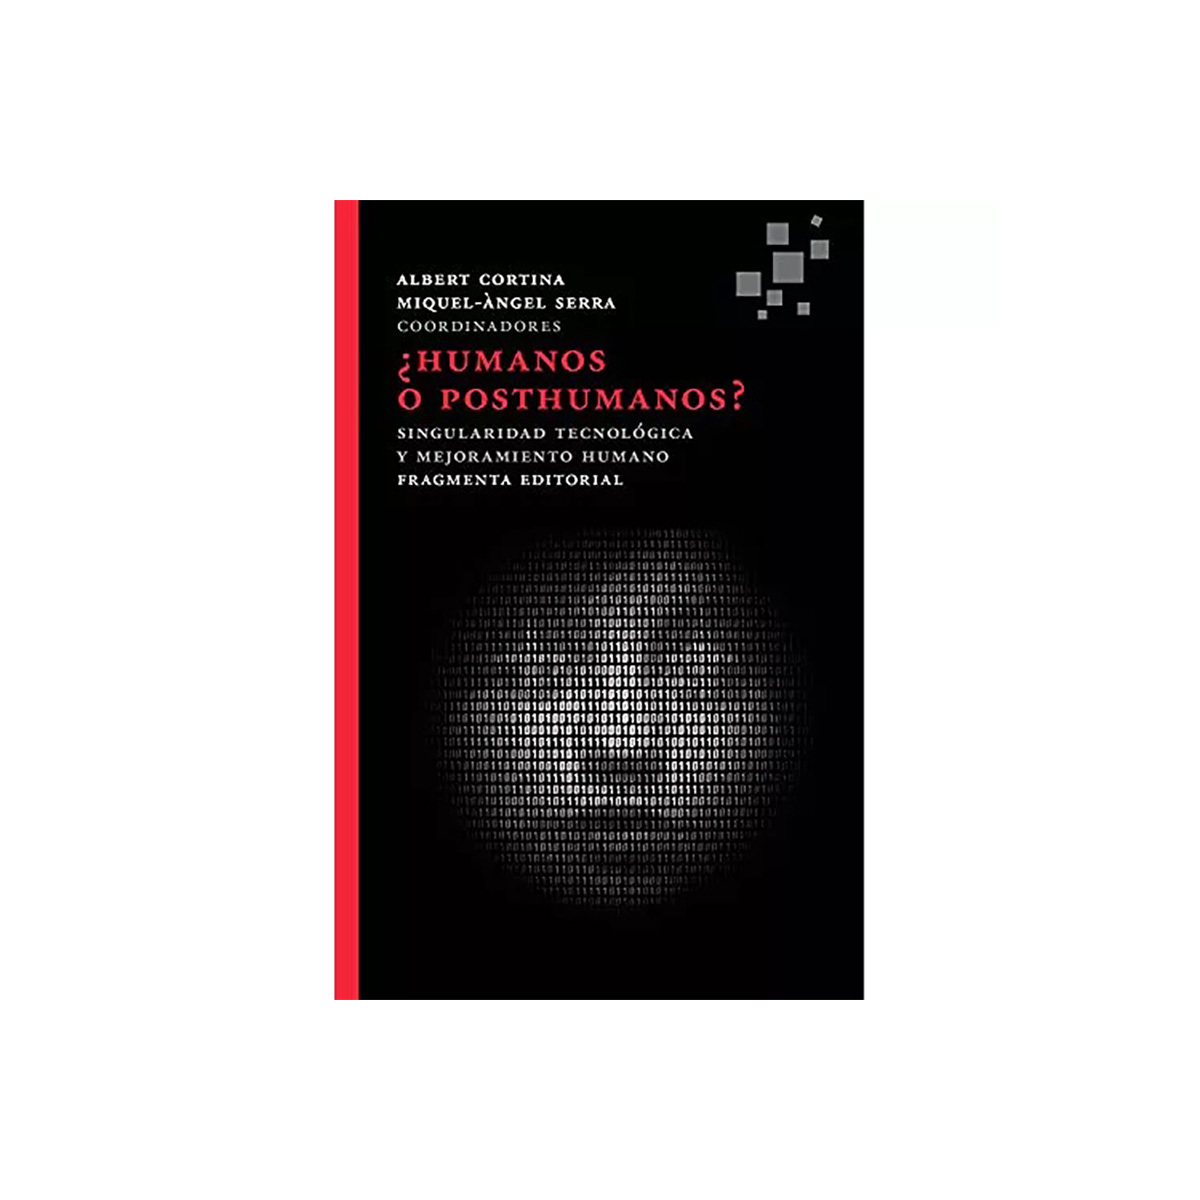 ALBERT CORTINA
MIQUEL-ÀNGEL SERRA
COORDINADORES
¿HUMANOS
O POSTHUMANOS?
SINGULARIDAD TECNOLÓGICA
Y MEJORAMIENTO HUMANO
FRAGMENTA EDITORIAL